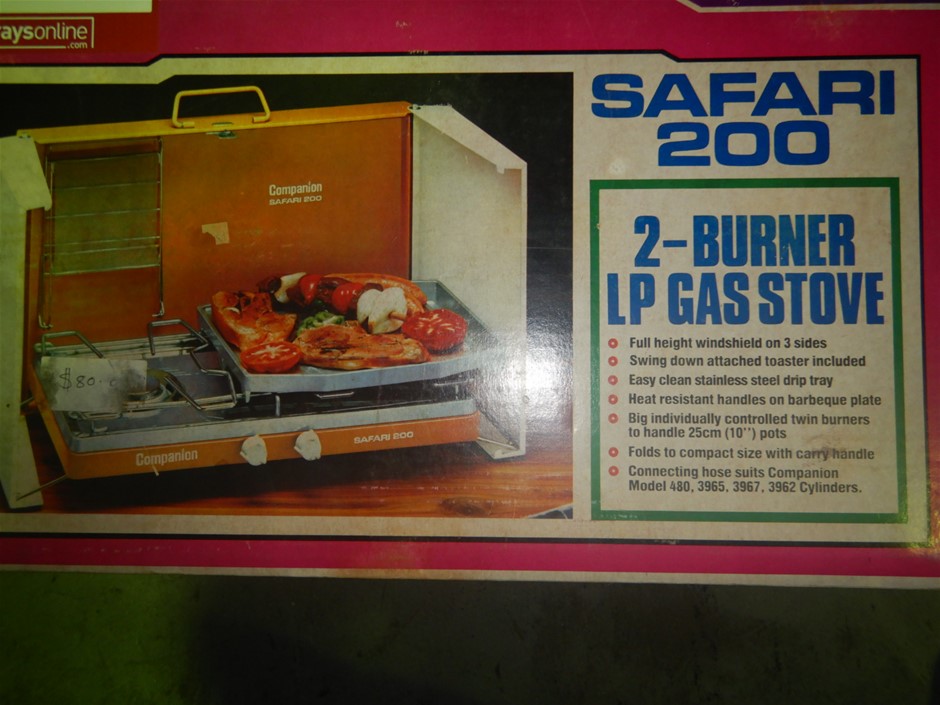 aysonline
.com
SAFARI
200
Companion
SAFARI 200
$80
Companion
SAFARI 200
2-BURNER
LP GAS STOVE
Full height windshield on 3 sides
Swing down attached toaster included
Easy clean stainless steel drip tray
Heat resistant handles on barbeque plate
Big individually controlled twin burners
to handle 25cm (10'') pots
Folds to compact size with carry handle
Connecting hose suits Companion
Model 480, 3965, 3967, 3962 Cylinders.